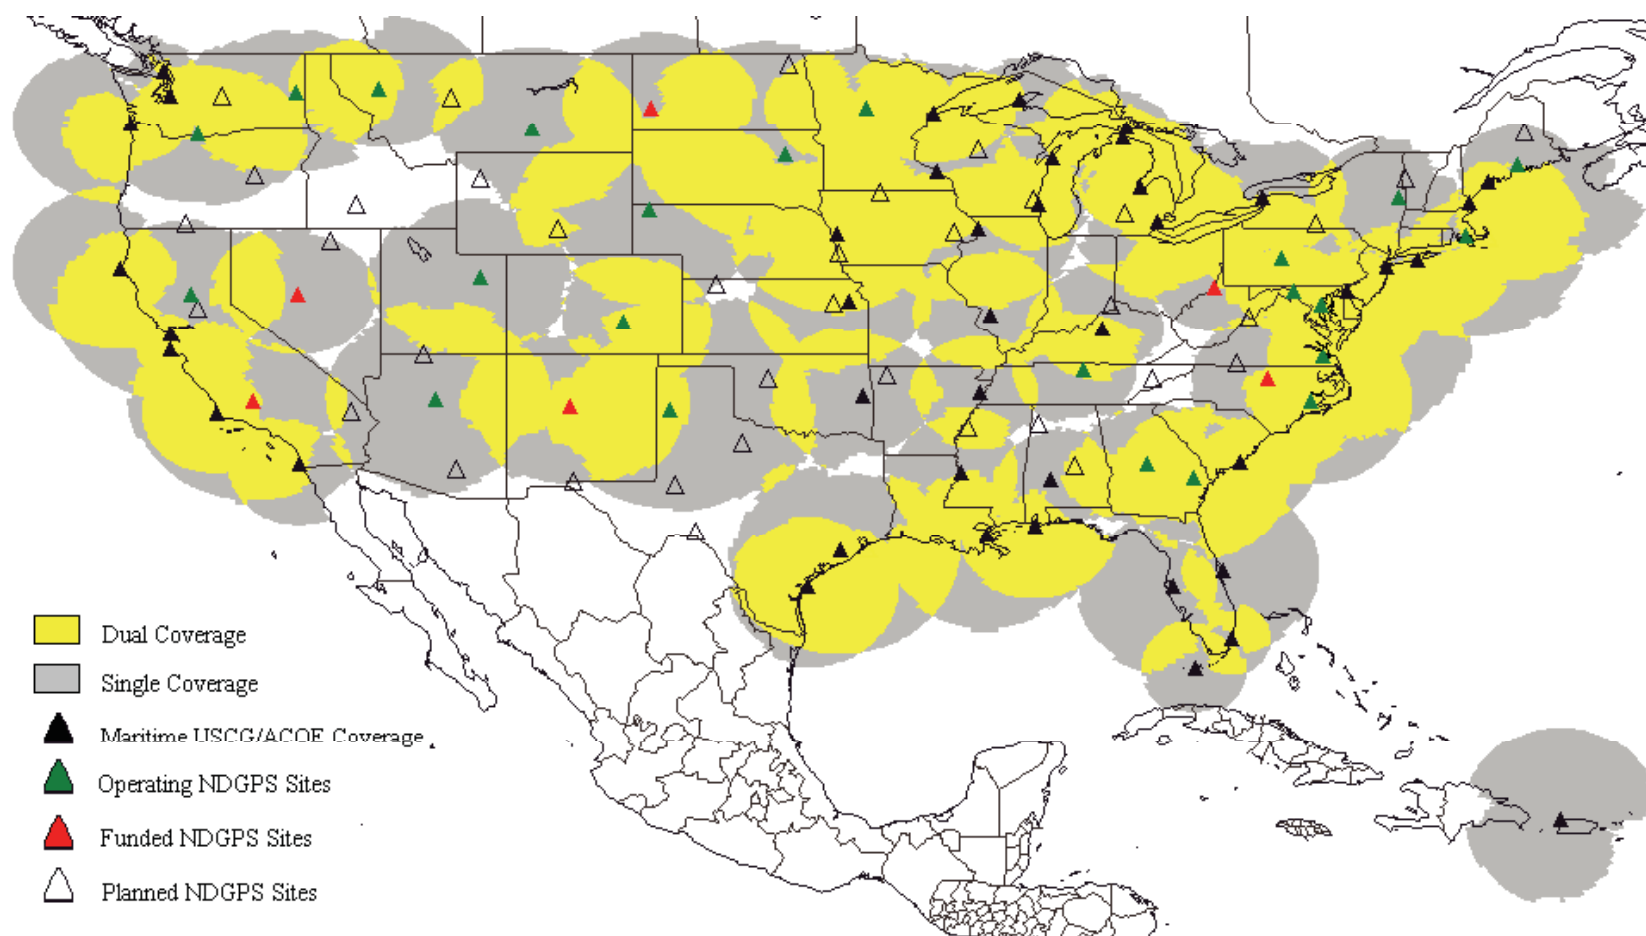 Dual Coverage
Single Coverage
Maritime USCG/ACOE Coverage
Operating NDGPS Sites
Funded NDGPS Sites
Planned NDGPS Sites